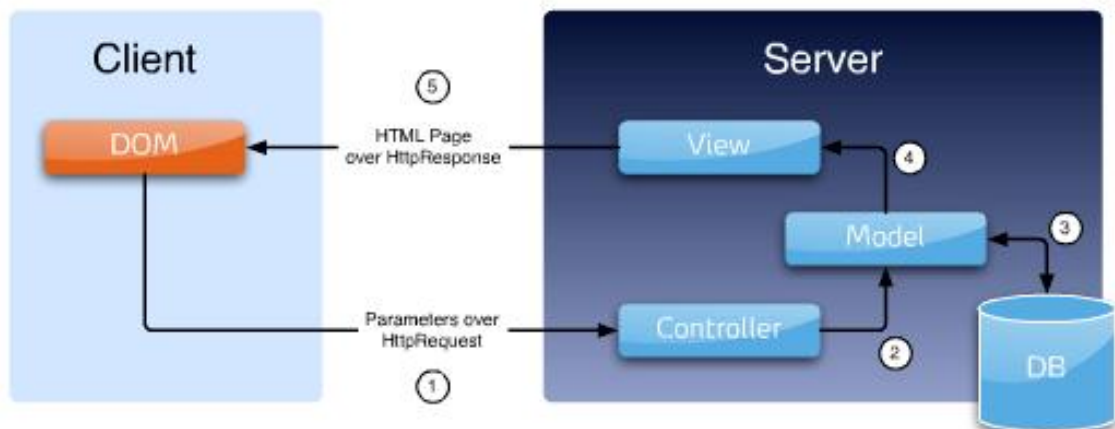 Client
Server
5
DOM
HTML Page
over HttpResponse
View
4
Model
3
Parameters over
HttpRequest
Controller
2
1
DB